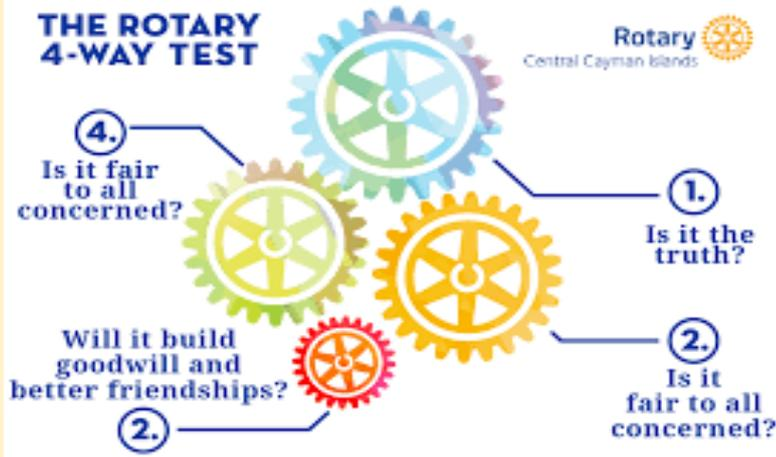 THE ROTARY
4-WAY TEST
Rotary
Central Cayman Islands
1.
Is it the
truth?
2.
Is it
fair to all
concerned?
Will it build
goodwill and
better friendships?
2.
4.
Is it fair
to all
concerned?